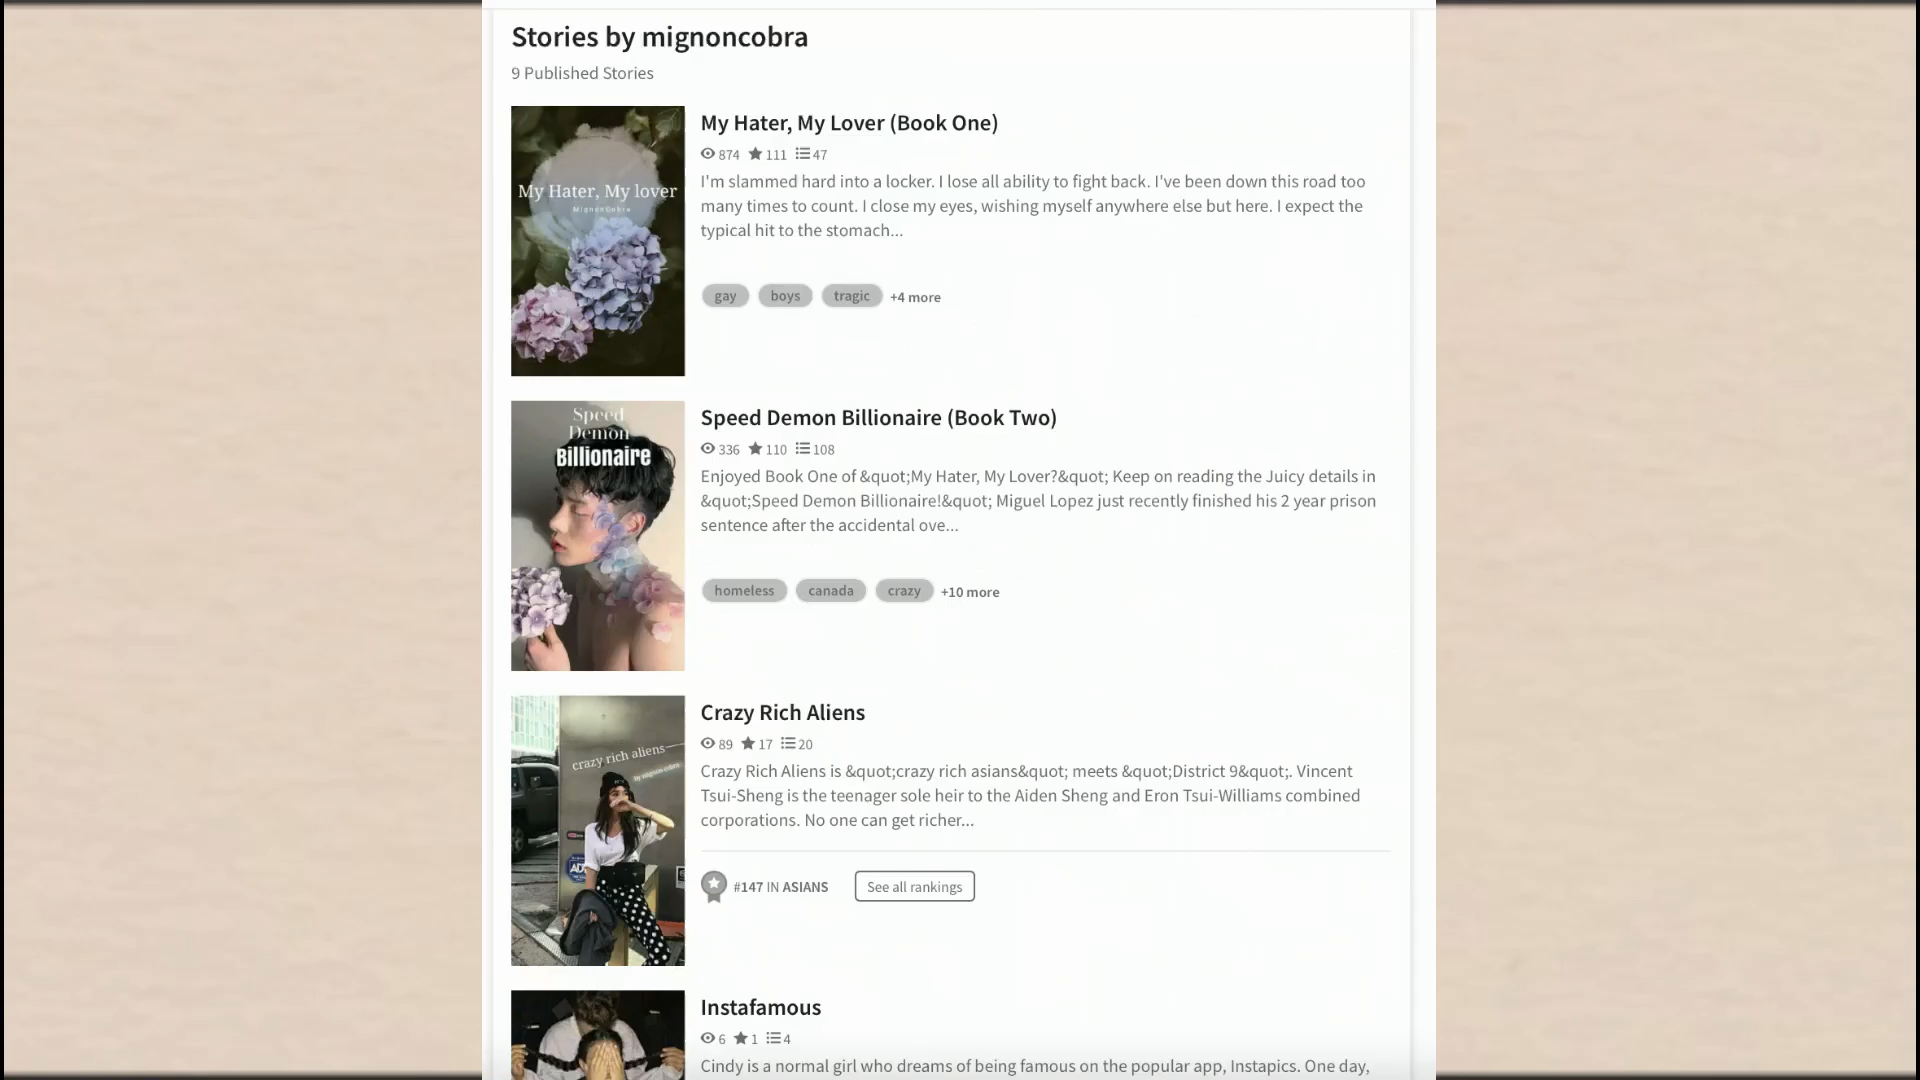 Stories by mignoncobra
9 Published Stories
My Hater, My lover
MignonCobra
My Hater, My Lover (Book One)
874 111 47
I'm slammed hard into a locker. I lose all ability to fight back. I've been down this road too
many times to count. I close my eyes, wishing myself anywhere else but here. I expect the
typical hit to the stomach...
gay boys tragic +4 more
Speed
Demon
Billionaire
Speed Demon Billionaire (Book Two)
336 110 108
Enjoyed Book One of &quot;My Hater, My Lover?&quot; Keep on reading the Juicy details in
&quot;Speed Demon Billionaire!&quot; Miguel Lopez just recently finished his 2 year prison
sentence after the accidental ove...
homeless canada crazy +10 more
crazy rich aliens
by mignon cobra
Crazy Rich Aliens
89 17 20
Crazy Rich Aliens is &quot;crazy rich asians&quot; meets &quot;District 9&quot;. Vincent
Tsui-Sheng is the teenager sole heir to the Aiden Sheng and Eron Tsui-Williams combined
corporations. No one can get richer...
#147 IN ASIANS See all rankings
Instafamous
6 1 4
Cindy is a normal girl who dreams of being famous on the popular app, Instapics. One day,